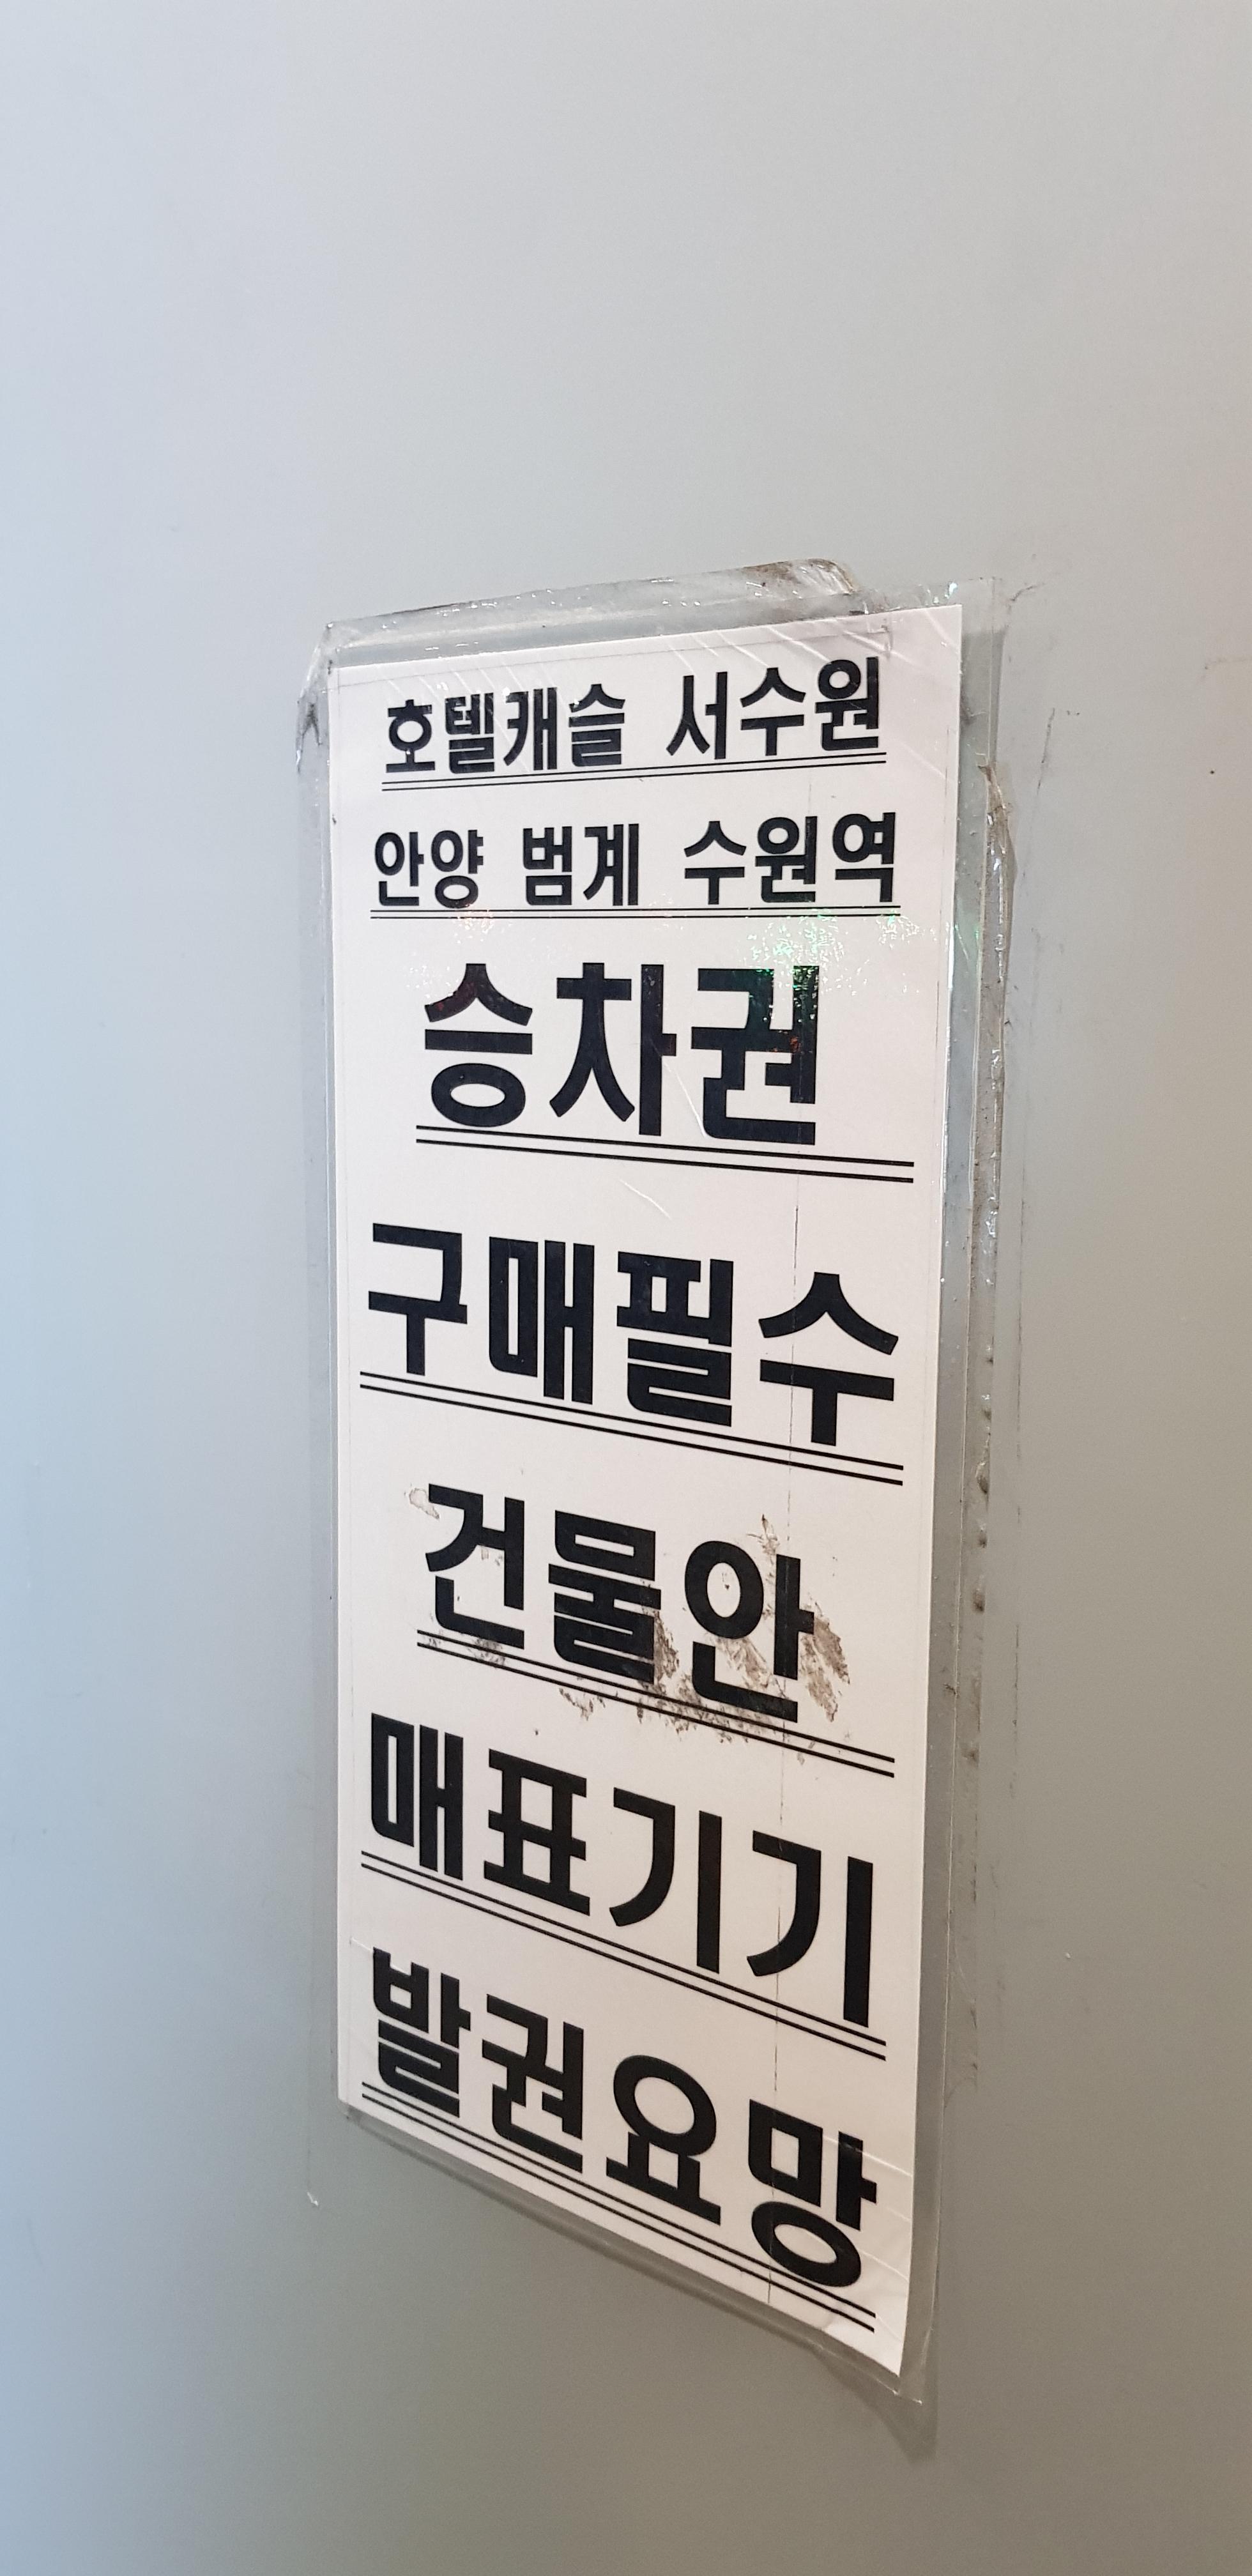 호텔캐슬 서수원
안양 범계 수원역
승차권
구매필수
건물안
매표기기
발권요망